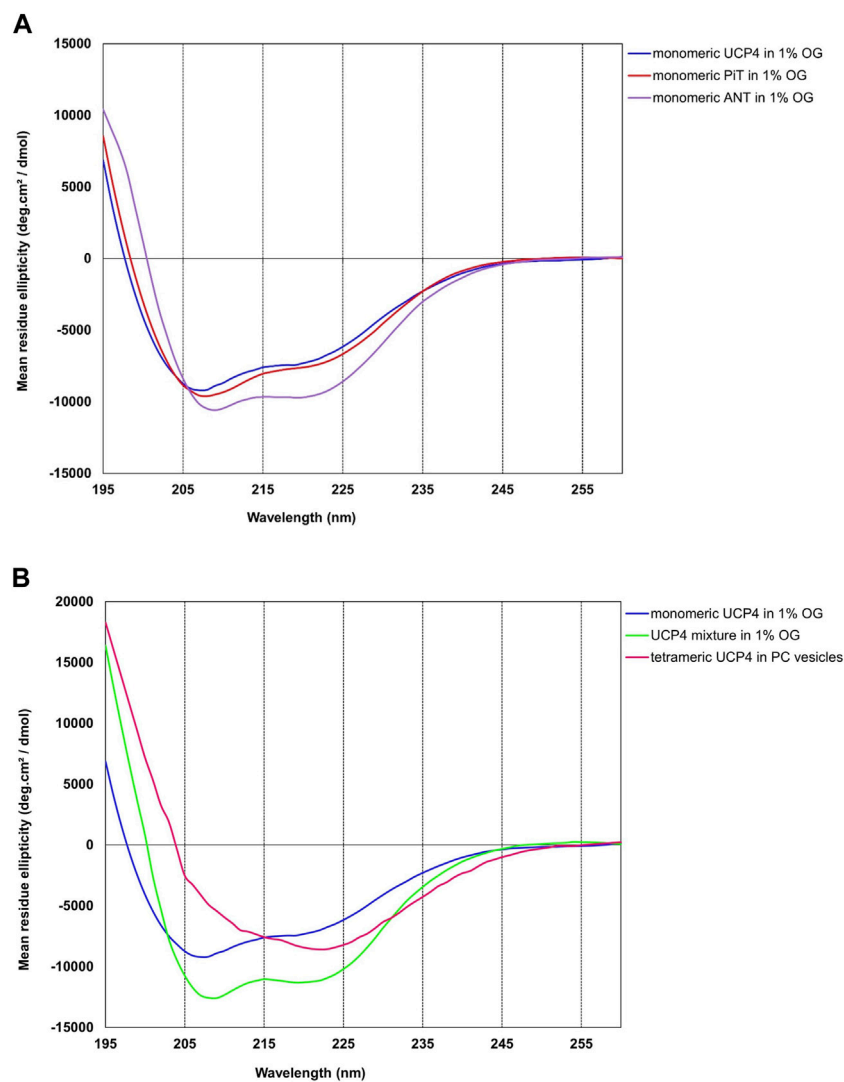 A
15000
10000
5000
0
-5000
-10000
-15000
195 205 215 225 235 245 255
Mean residue ellipticity (deg.cm² / dmol)
Wavelength (nm)
monomeric UCP4 in 1% OG
monomeric PiT in 1% OG
monomeric ANT in 1% OG
B
20000
15000
10000
5000
0
-5000
-10000
-15000
195 205 215 225 235 245 255
Mean residue ellipticity (deg.cm² / dmol)
Wavelength (nm)
monomeric UCP4 in 1% OG
UCP4 mixture in 1% OG
tetrameric UCP4 in PC vesicles